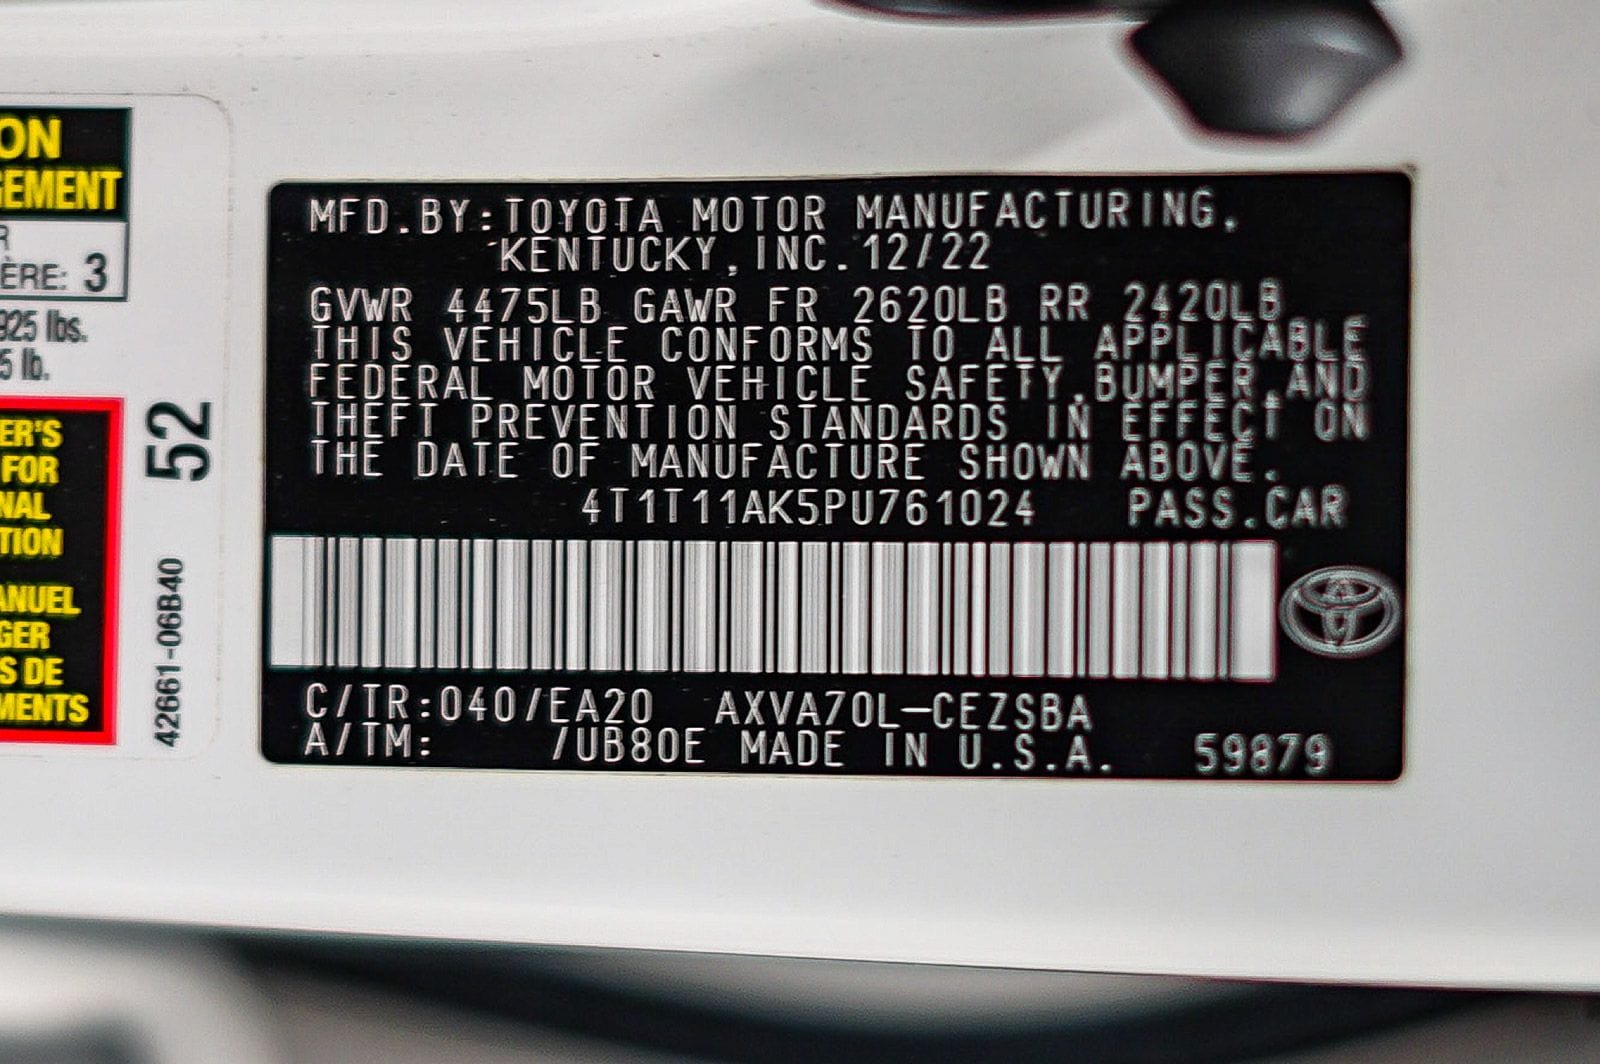 ON
GEMENT
R
ÈRE: 3
925 lbs.
5 lb.
ER'S
FOR
NAL
TION
ANUEL
GER
S DE
MENTS
52
42661-06B40
MFD.BY:TOYOTA MOTOR MANUFACTURING,
KENTUCKY,INC.12/22
GVWR 4475LB GAWR FR 2620LB RR 2420LB
THIS VEHICLE CONFORMS TO ALL APPLICABLE
FEDERAL MOTOR VEHICLE SAFETY,BUMPER,AND
THEFT PREVENTION STANDARDS IN EFFECT ON
THE DATE OF MANUFACTURE SHOWN ABOVE.
4T1T11AK5PU761024 PASS.CAR
C/TR:040/EA20 AXVA70L-CEZSBA
A/TM: /UB80E MADE IN U.S.A. 59879